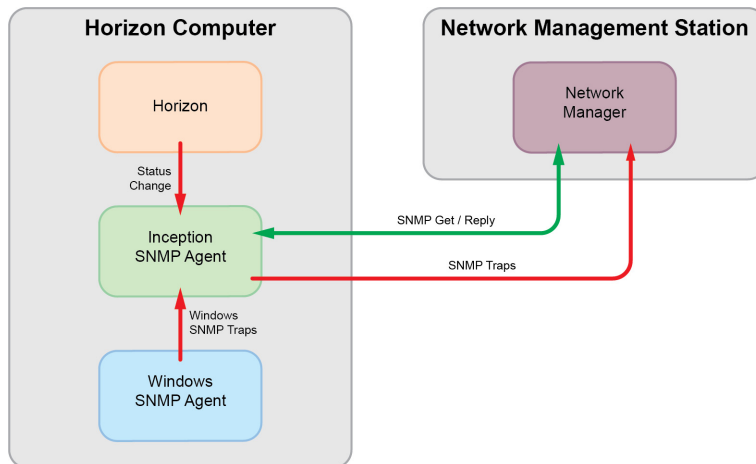 Horizon Computer
Network Management Station
Horizon
Network
Manager
Status
Change
Inception
SNMP Agent
SNMP Get / Reply
SNMP Traps
Windows
SNMP Traps
Windows
SNMP Agent